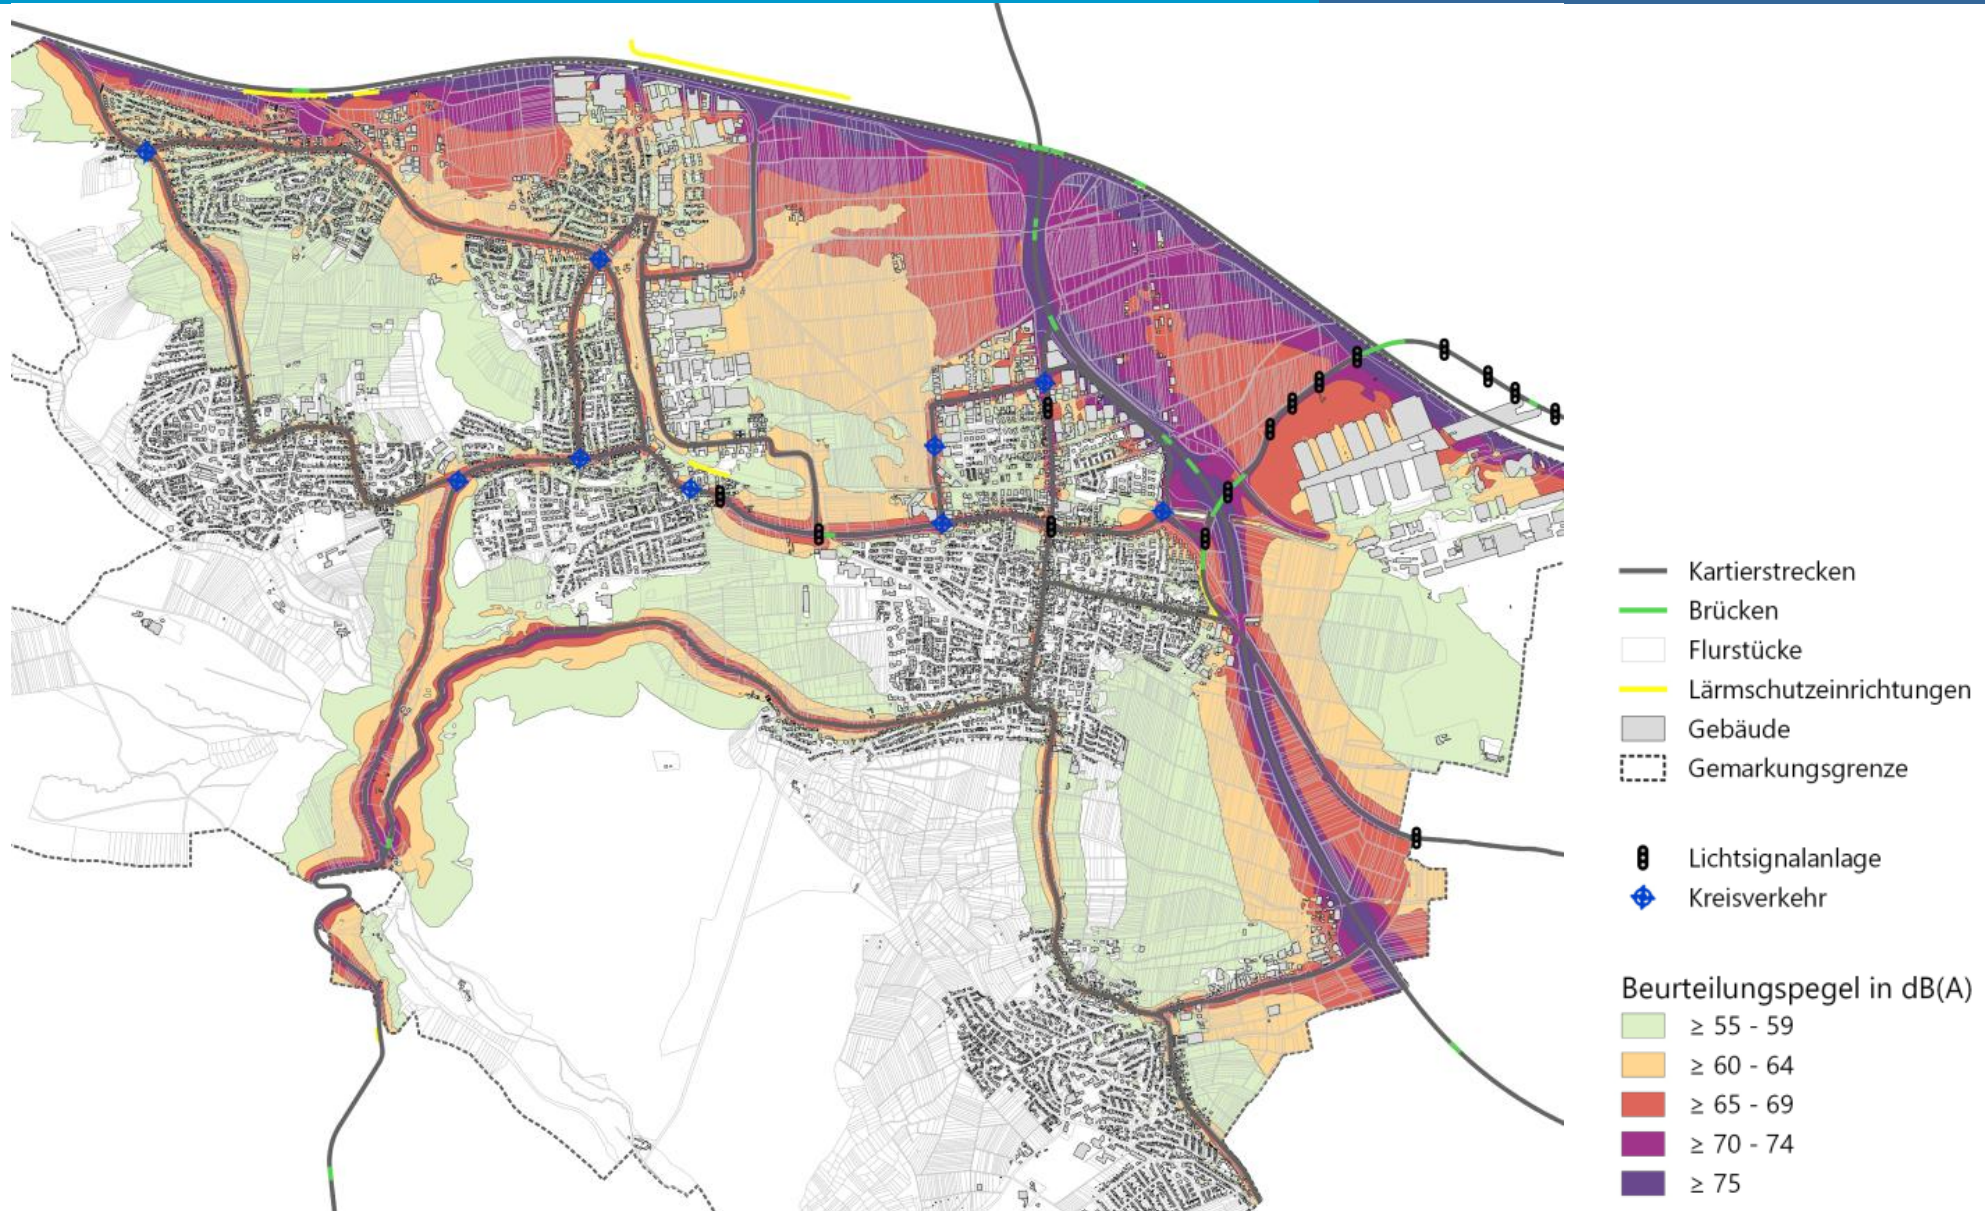 Kartierstrecken
Brücken
Flurstücke
Lärmschutzeinrichtungen
Gebäude
Gemarkungsgrenze
Lichtsignalanlage
Kreisverkehr
Beurteilungspegel in dB(A)
≥ 55 - 59
≥ 60 - 64
≥ 65 - 69
≥ 70 - 74
≥ 75